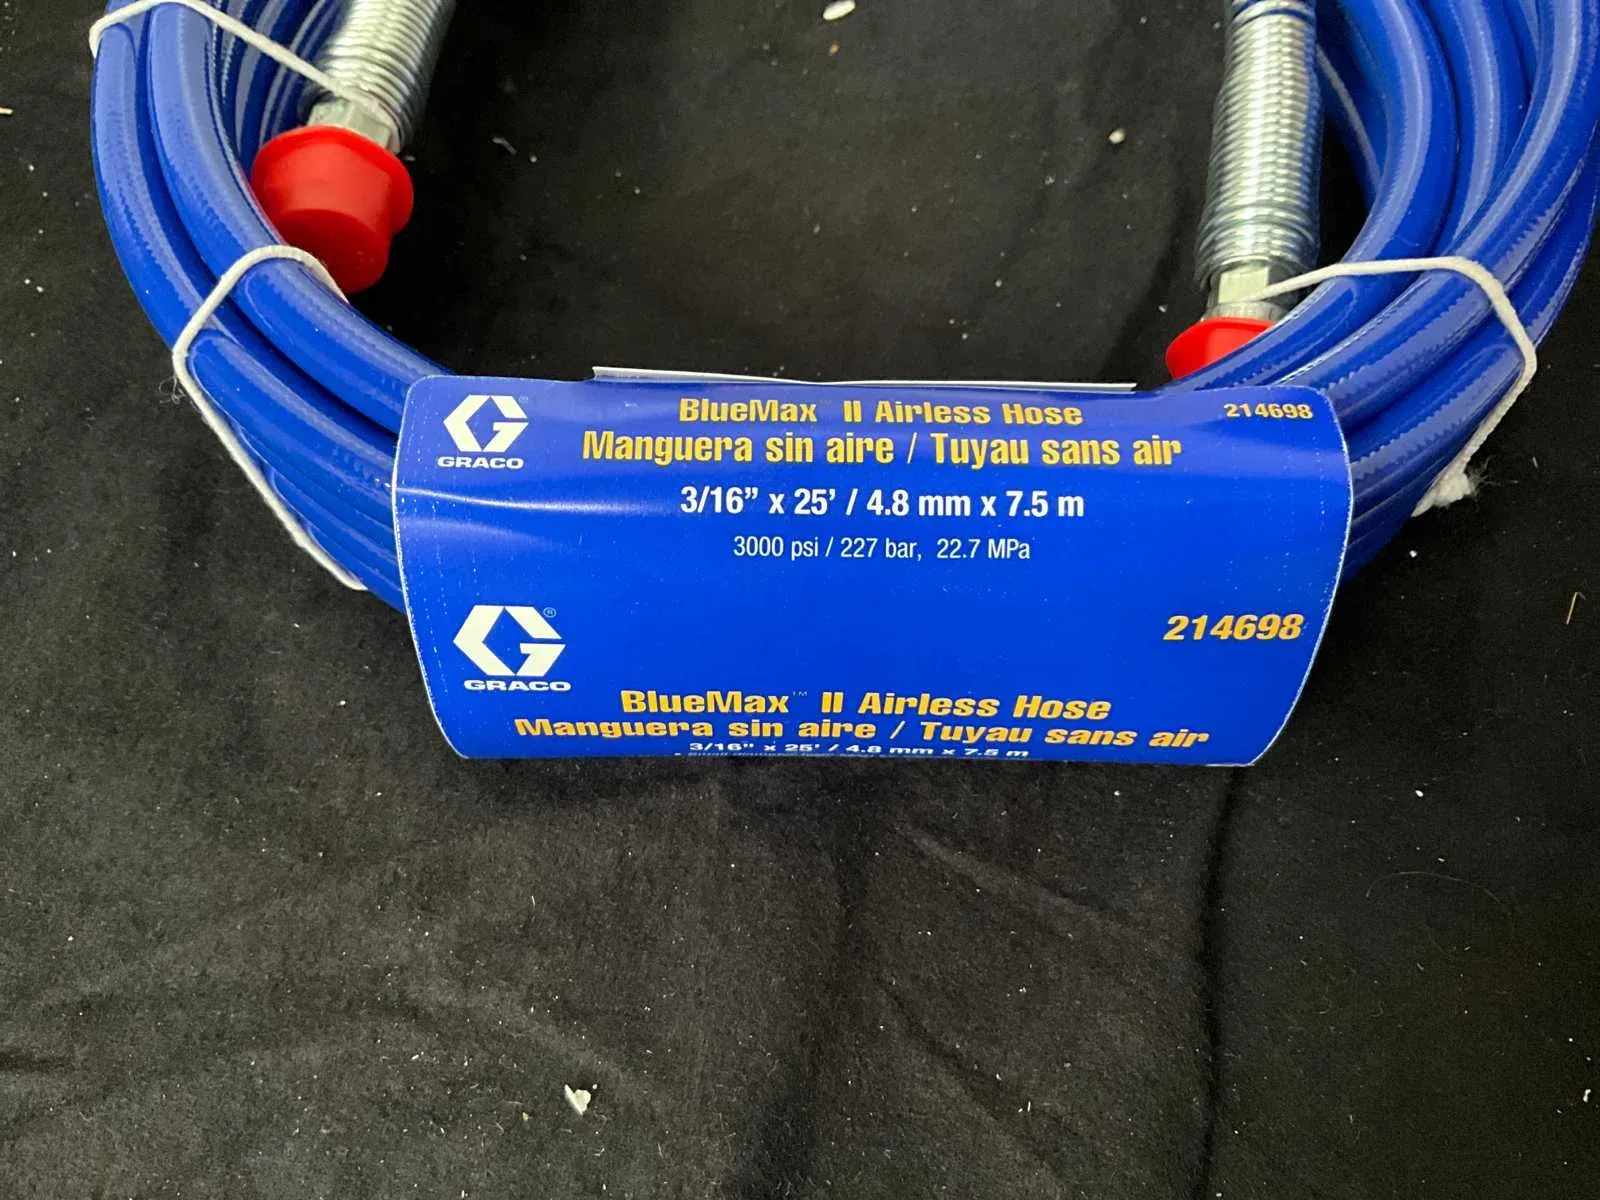 GRACO
BlueMax™ II Airless Hose
214698
Manguera sin aire / Tuyau sans air
3/16” x 25’ / 4.8 mm x 7.5 m
3000 psi / 227 bar, 22.7 MPa
214698
GRACO
BlueMax™ II Airless Hose
Manguera sin aire / Tuyau sans air
3/16” x 25’ / 4.8 mm x 7.5 m